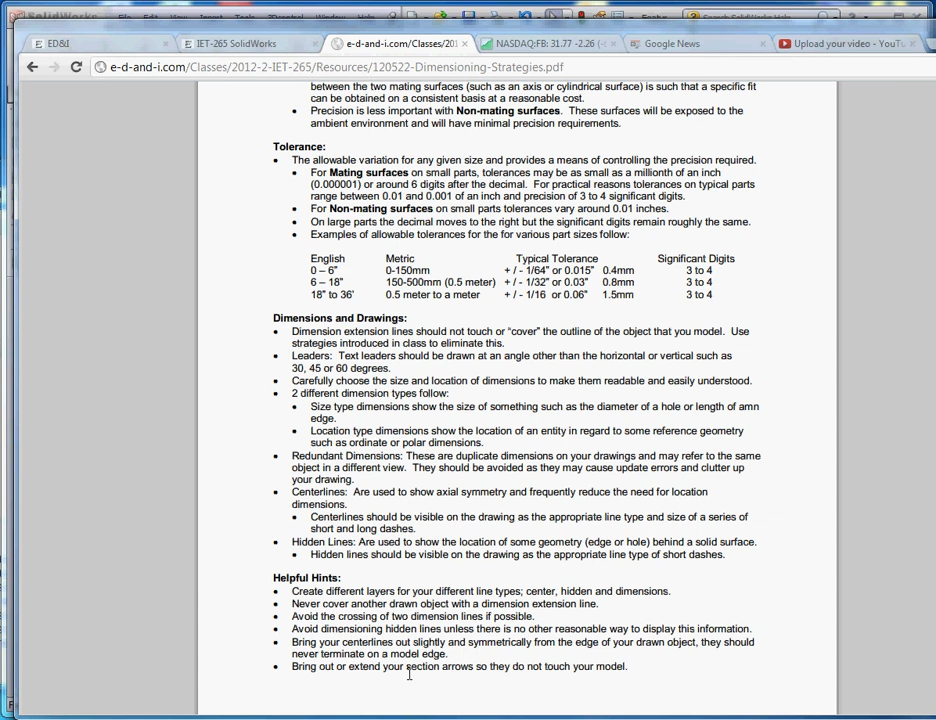 SolidWorks File Edit View Insert Tools Window Help Search SolidWorks Help
ED&I
IET-265 SolidWorks
e-d-and-i.com/Classes/201
NASDAQ:FB: 31.77 -2.26 (-
Google News
Upload your video - YouTu
e-d-and-i.com/Classes/2012-2-IET-265/Resources/120522-Dimensioning-Strategies.pdf
between the two mating surfaces (such as an axis or cylindrical surface) is such that a specific fit
can be obtained on a consistent basis at a reasonable cost.
• Precision is less important with Non-mating surfaces. These surfaces will be exposed to the
ambient environment and will have minimal precision requirements.
Tolerance:
• The allowable variation for any given size and provides a means of controlling the precision required.
• For Mating surfaces on small parts, tolerances may be as small as a millionth of an inch
(0.000001) or around 6 digits after the decimal. For practical reasons tolerances on typical parts
range between 0.01 and 0.001 of an inch and precision of 3 to 4 significant digits.
• For Non-mating surfaces on small parts tolerances vary around 0.01 inches.
• On large parts the decimal moves to the right but the significant digits remain roughly the same.
• Examples of allowable tolerances for the for various part sizes follow:
English Metric Typical Tolerance Significant Digits
0 – 6" 0-150mm + / - 1/64" or 0.015" 0.4mm 3 to 4
6 – 18" 150-500mm (0.5 meter) + / - 1/32" or 0.03" 0.8mm 3 to 4
18" to 36' 0.5 meter to a meter + / - 1/16 or 0.06" 1.5mm 3 to 4
Dimensions and Drawings:
• Dimension extension lines should not touch or “cover” the outline of the object that you model. Use
strategies introduced in class to eliminate this.
• Leaders: Text leaders should be drawn at an angle other than the horizontal or vertical such as
30, 45 or 60 degrees.
• Carefully choose the size and location of dimensions to make them readable and easily understood.
• 2 different dimension types follow:
• Size type dimensions show the size of something such as the diameter of a hole or length of amn
edge.
• Location type dimensions show the location of an entity in regard to some reference geometry
such as ordinate or polar dimensions.
• Redundant Dimensions: These are duplicate dimensions on your drawings and may refer to the same
object in a different view. They should be avoided as they may cause update errors and clutter up
your drawing.
• Centerlines: Are used to show axial symmetry and frequently reduce the need for location
dimensions.
• Centerlines should be visible on the drawing as the appropriate line type and size of a series of
short and long dashes.
• Hidden Lines: Are used to show the location of some geometry (edge or hole) behind a solid surface.
• Hidden lines should be visible on the drawing as the appropriate line type of short dashes.
Helpful Hints:
• Create different layers for your different line types; center, hidden and dimensions.
• Never cover another drawn object with a dimension extension line.
• Avoid the crossing of two dimension lines if possible.
• Avoid dimensioning hidden lines unless there is no other reasonable way to display this information.
• Bring your centerlines out slightly and symmetrically from the edge of your drawn object, they should
never terminate on a model edge.
• Bring out or extend your section arrows so they do not touch your model.